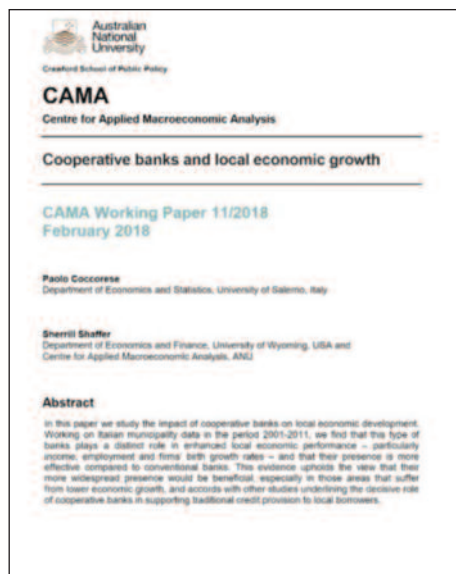 Australian
National
University
Crawford School of Public Policy
CAMA
Centre for Applied Macroeconomic Analysis
Cooperative banks and local economic growth
CAMA Working Paper 11/2018
February 2018
Paolo Coccorese
Department of Economics and Statistics, University of Salerno, Italy
Sherrill Shaffer
Department of Economics and Finance, University of Wyoming, USA and
Centre for Applied Macroeconomic Analysis, ANU
Abstract
In this paper we study the impact of cooperative banks on local economic development.
Working on Italian municipality data in the period 2001-2011, we find that this type of
banks plays a distinct role in enhanced local economic performance – particularly
income, employment and firms' birth growth rates – and that their presence is more
effective compared to conventional banks. This evidence upholds the view that their
more widespread presence would be beneficial, especially in those areas that suffer
from lower economic growth, and accords with other studies underlining the decisive role
of cooperative banks in supporting traditional credit provision to local borrowers.